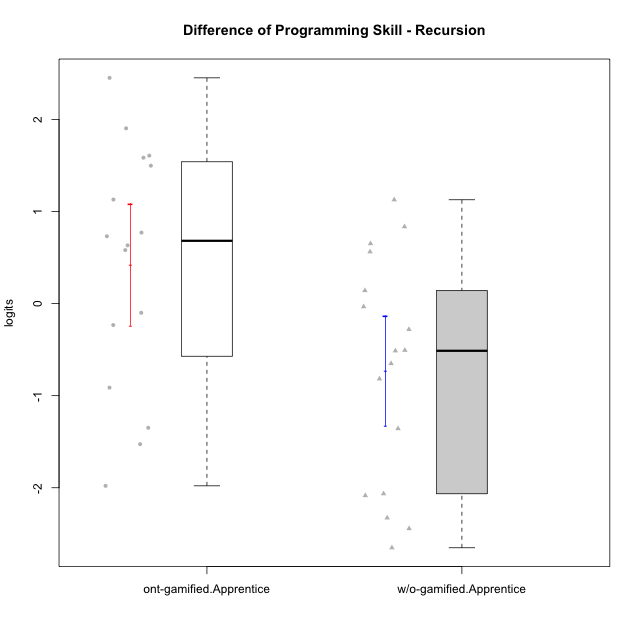 Difference of Programming Skill - Recursion
logits
2
1
0
-1
-2
ont-gamified.Apprentice
w/o-gamified.Apprentice